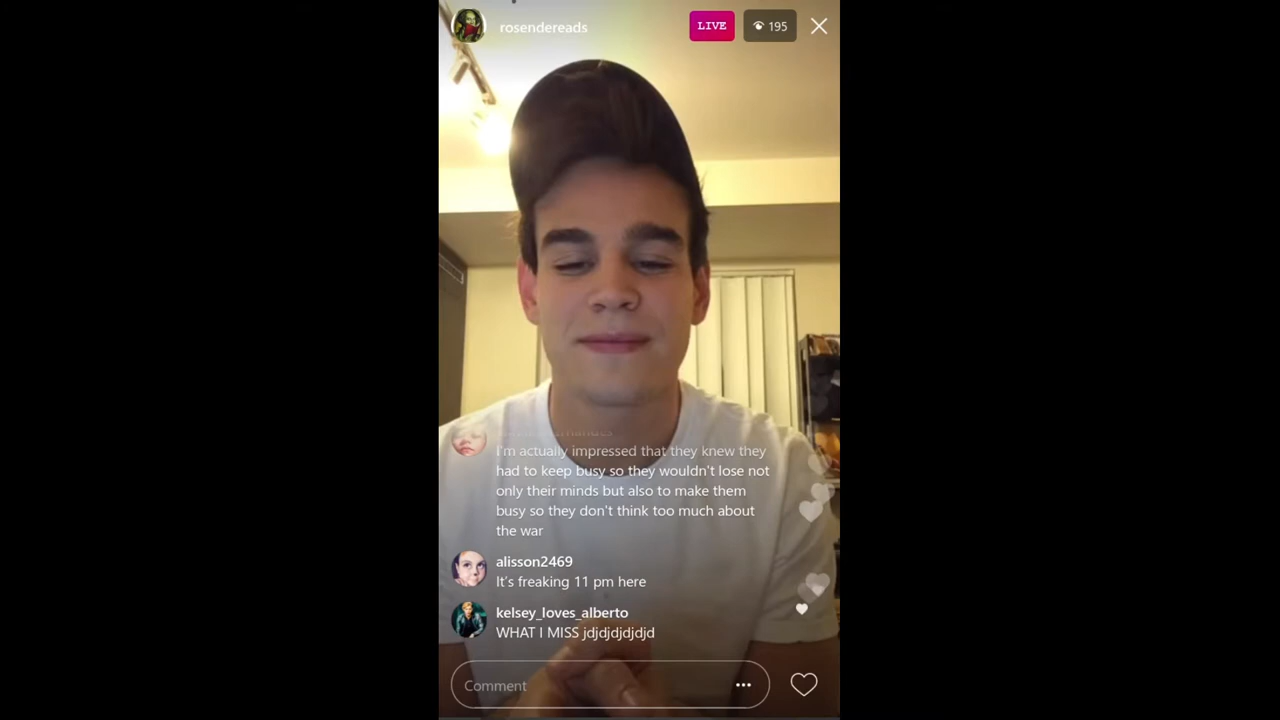 rosendereads
LIVE
195
I'm actually impressed that they knew they
had to keep busy so they wouldn't lose not
only their minds but also to make them
busy so they don't think too much about
the war
alisson2469
It's freaking 11 pm here
kelsey_loves_alberto
WHAT I MISS jdjdjdjdjdjd
Comment